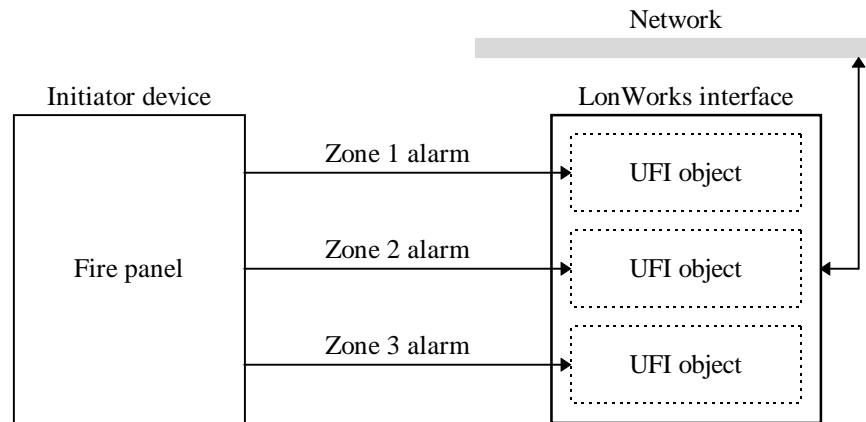 Network
Initiator device
LonWorks interface
Zone 1 alarm
UFI object
Fire panel
Zone 2 alarm
UFI object
Zone 3 alarm
UFI object